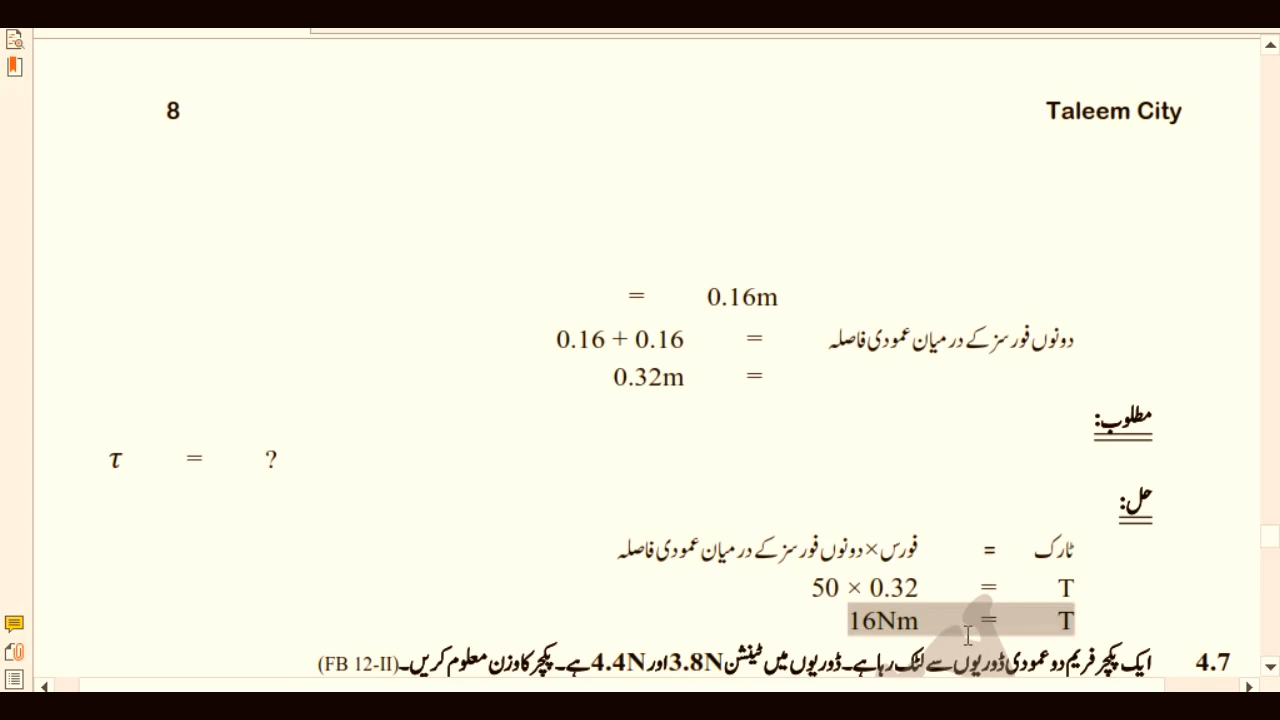 8 Taleem City
= 0.16m
دونوں فورسز کے درمیان عمودی فاصلہ = 0.16 + 0.16
= 0.32m
مطلوب:
τ = ?
حل:
ٹارک = فورس × دونوں فورسز کے درمیان عمودی فاصلہ
T = 50 × 0.32
T = 16Nm
4.7 ایک پکچر فریم دو عمودی ڈوریوں سے لٹک رہا ہے۔ ڈوریوں میں ٹینشن 3.8N اور 4.4N ہے۔ پکچر کا وزن معلوم کریں۔ (FB 12-II)